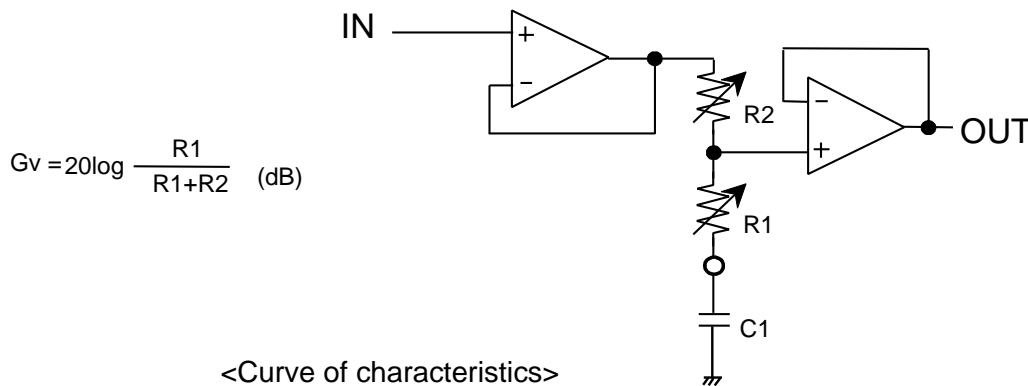 IN
+
−
R2
−
+
OUT
Gv = 20log R1 / R1+R2 (dB)
R1
C1
<Curve of characteristics>